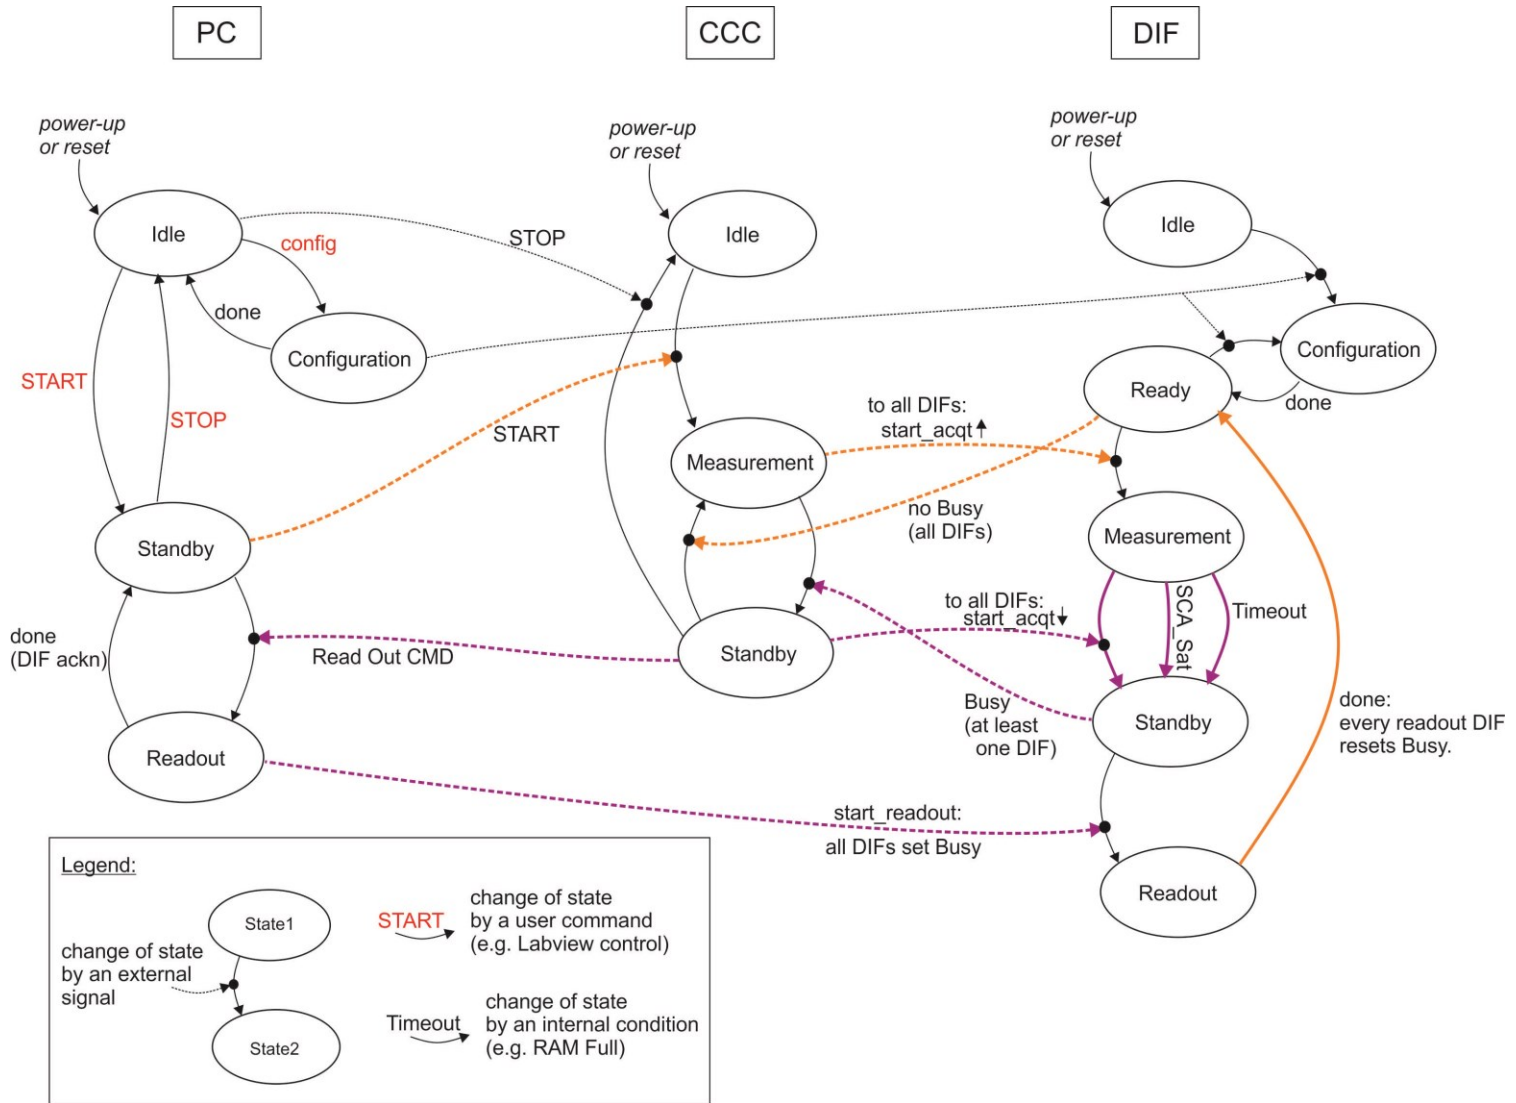 PC
CCC
DIF
power-up
or reset
power-up
or reset
power-up
or reset
Idle
Idle
Idle
config
STOP
done
Configuration
Configuration
START
STOP
START
Ready
done
to all DIFs:
start_acqt
Measurement
no Busy
(all DIFs)
Measurement
Standby
SCA_Sat
Timeout
to all DIFs:
start_acqt
done
(DIF ackn)
Read Out CMD
Standby
Busy
(at least
one DIF)
Standby
done:
every readout DIF
resets Busy.
Readout
start_readout:
all DIFs set Busy
Readout
Legend:
State1
change of state
by an external
signal
State2
START
change of state
by a user command
(e.g. Labview control)
Timeout
change of state
by an internal condition
(e.g. RAM Full)